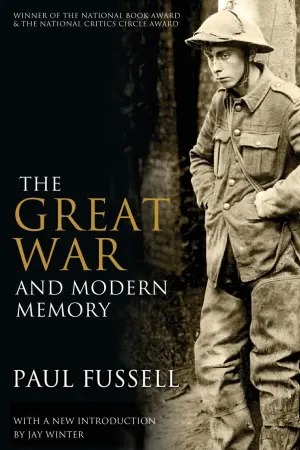 WINNER OF THE NATIONAL BOOK AWARD
& THE NATIONAL CRITICS CIRCLE AWARD
THE
GREAT
WAR
AND MODERN
MEMORY
PAUL FUSSELL
WITH A NEW INTRODUCTION
BY JAY WINTER